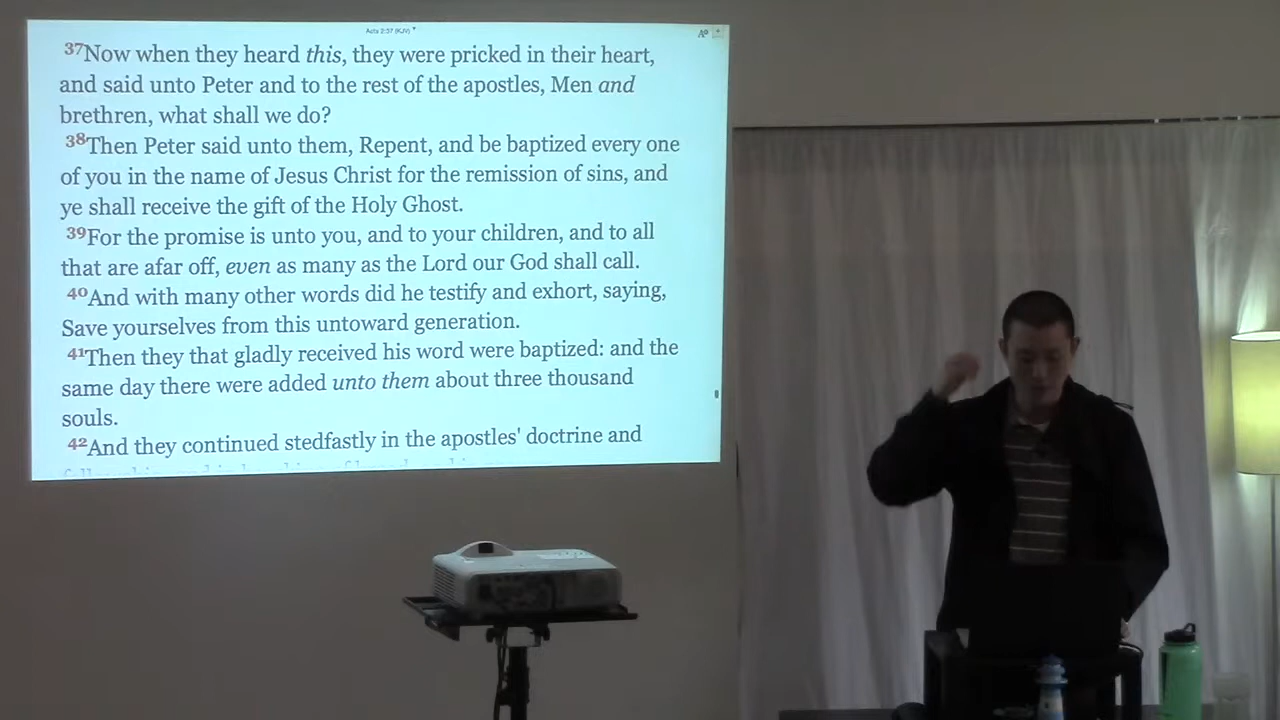 Acts 2:37 (KJV)
37Now when they heard this, they were pricked in their heart,
and said unto Peter and to the rest of the apostles, Men and
brethren, what shall we do?
38Then Peter said unto them, Repent, and be baptized every one
of you in the name of Jesus Christ for the remission of sins, and
ye shall receive the gift of the Holy Ghost.
39For the promise is unto you, and to your children, and to all
that are afar off, even as many as the Lord our God shall call.
40And with many other words did he testify and exhort, saying,
Save yourselves from this untoward generation.
41Then they that gladly received his word were baptized: and the
same day there were added unto them about three thousand
souls.
42And they continued stedfastly in the apostles' doctrine and